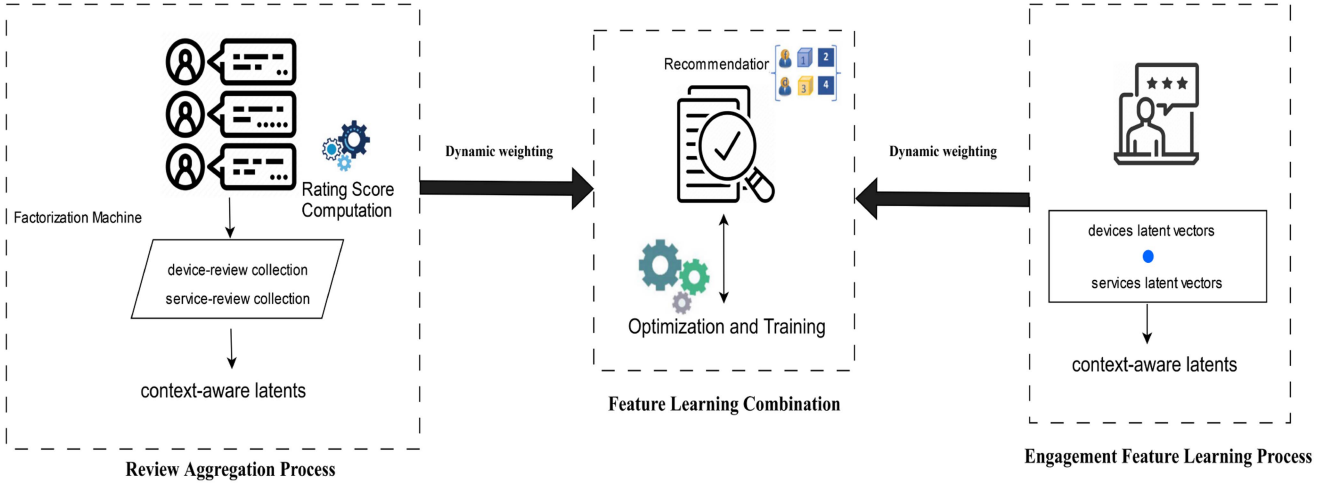 Factorization Machine
Rating Score
Computation
device-review collection
service-review collection
context-aware latents
Review Aggregation Process
Dynamic weighting
Recommendatior
1
2
3
4
Optimization and Training
Feature Learning Combination
Dynamic weighting
devices latent vectors
services latent vectors
context-aware latents
Engagement Feature Learning Process